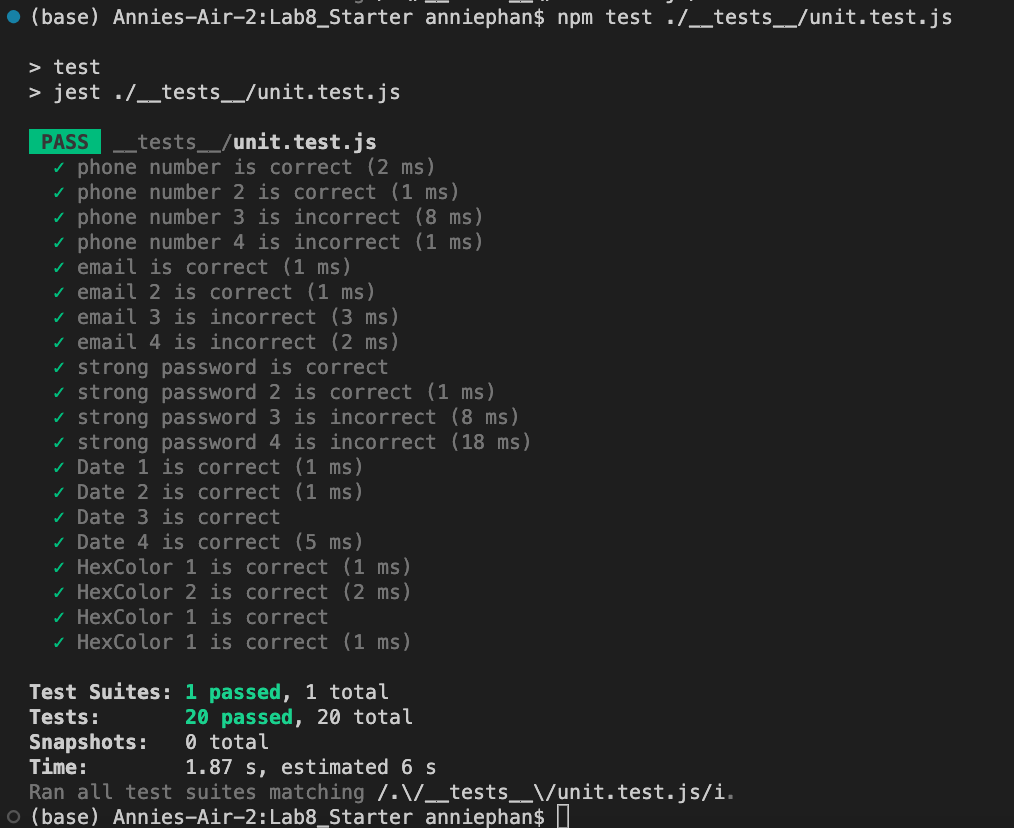 (base) Annies-Air-2:Lab8_Starter anniephan$ npm test ./__tests__/unit.test.js
> test
> jest ./__tests__/unit.test.js
PASS __tests__/unit.test.js
✓ phone number is correct (2 ms)
✓ phone number 2 is correct (1 ms)
✓ phone number 3 is incorrect (8 ms)
✓ phone number 4 is incorrect (1 ms)
✓ email is correct (1 ms)
✓ email 2 is correct (1 ms)
✓ email 3 is incorrect (3 ms)
✓ email 4 is incorrect (2 ms)
✓ strong password is correct
✓ strong password 2 is correct (1 ms)
✓ strong password 3 is incorrect (8 ms)
✓ strong password 4 is incorrect (18 ms)
✓ Date 1 is correct (1 ms)
✓ Date 2 is correct (1 ms)
✓ Date 3 is correct
✓ Date 4 is correct (5 ms)
✓ HexColor 1 is correct (1 ms)
✓ HexColor 2 is correct (2 ms)
✓ HexColor 1 is correct
✓ HexColor 1 is correct (1 ms)
Test Suites: 1 passed, 1 total
Tests: 20 passed, 20 total
Snapshots: 0 total
Time: 1.87 s, estimated 6 s
Ran all test suites matching /.\/__tests__\/unit.test.js/i.
(base) Annies-Air-2:Lab8_Starter anniephan$